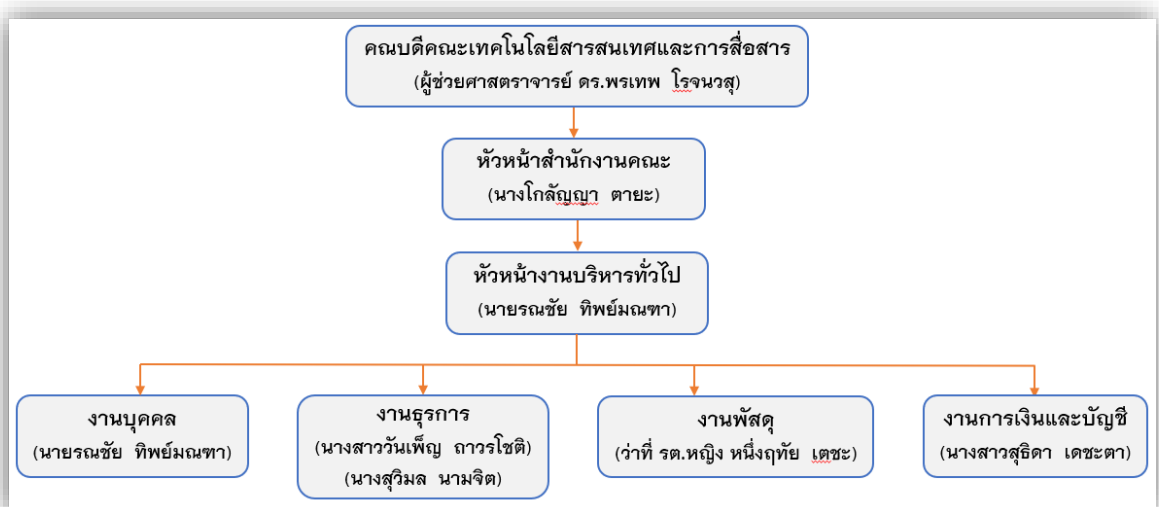 คณบดีคณะเทคโนโลยีสารสนเทศและการสื่อสาร
(ผู้ช่วยศาสตราจารย์ ดร.พรเทพ โรจนวสุ)
หัวหน้าสำนักงานคณะ
(นางโกลัญญา ตายะ)
หัวหน้างานบริหารทั่วไป
(นายรณชัย ทิพย์มณฑา)
งานบุคคล
(นายรณชัย ทิพย์มณฑา)
งานธุรการ
(นางสาววันเพ็ญ ถาวรโชติ)
(นางสุวิมล นามจิต)
งานพัสดุ
(ว่าที่ รต.หญิง หนึ่งฤทัย เตชะ)
งานการเงินและบัญชี
(นางสาวสุธิดา เดชะตา)